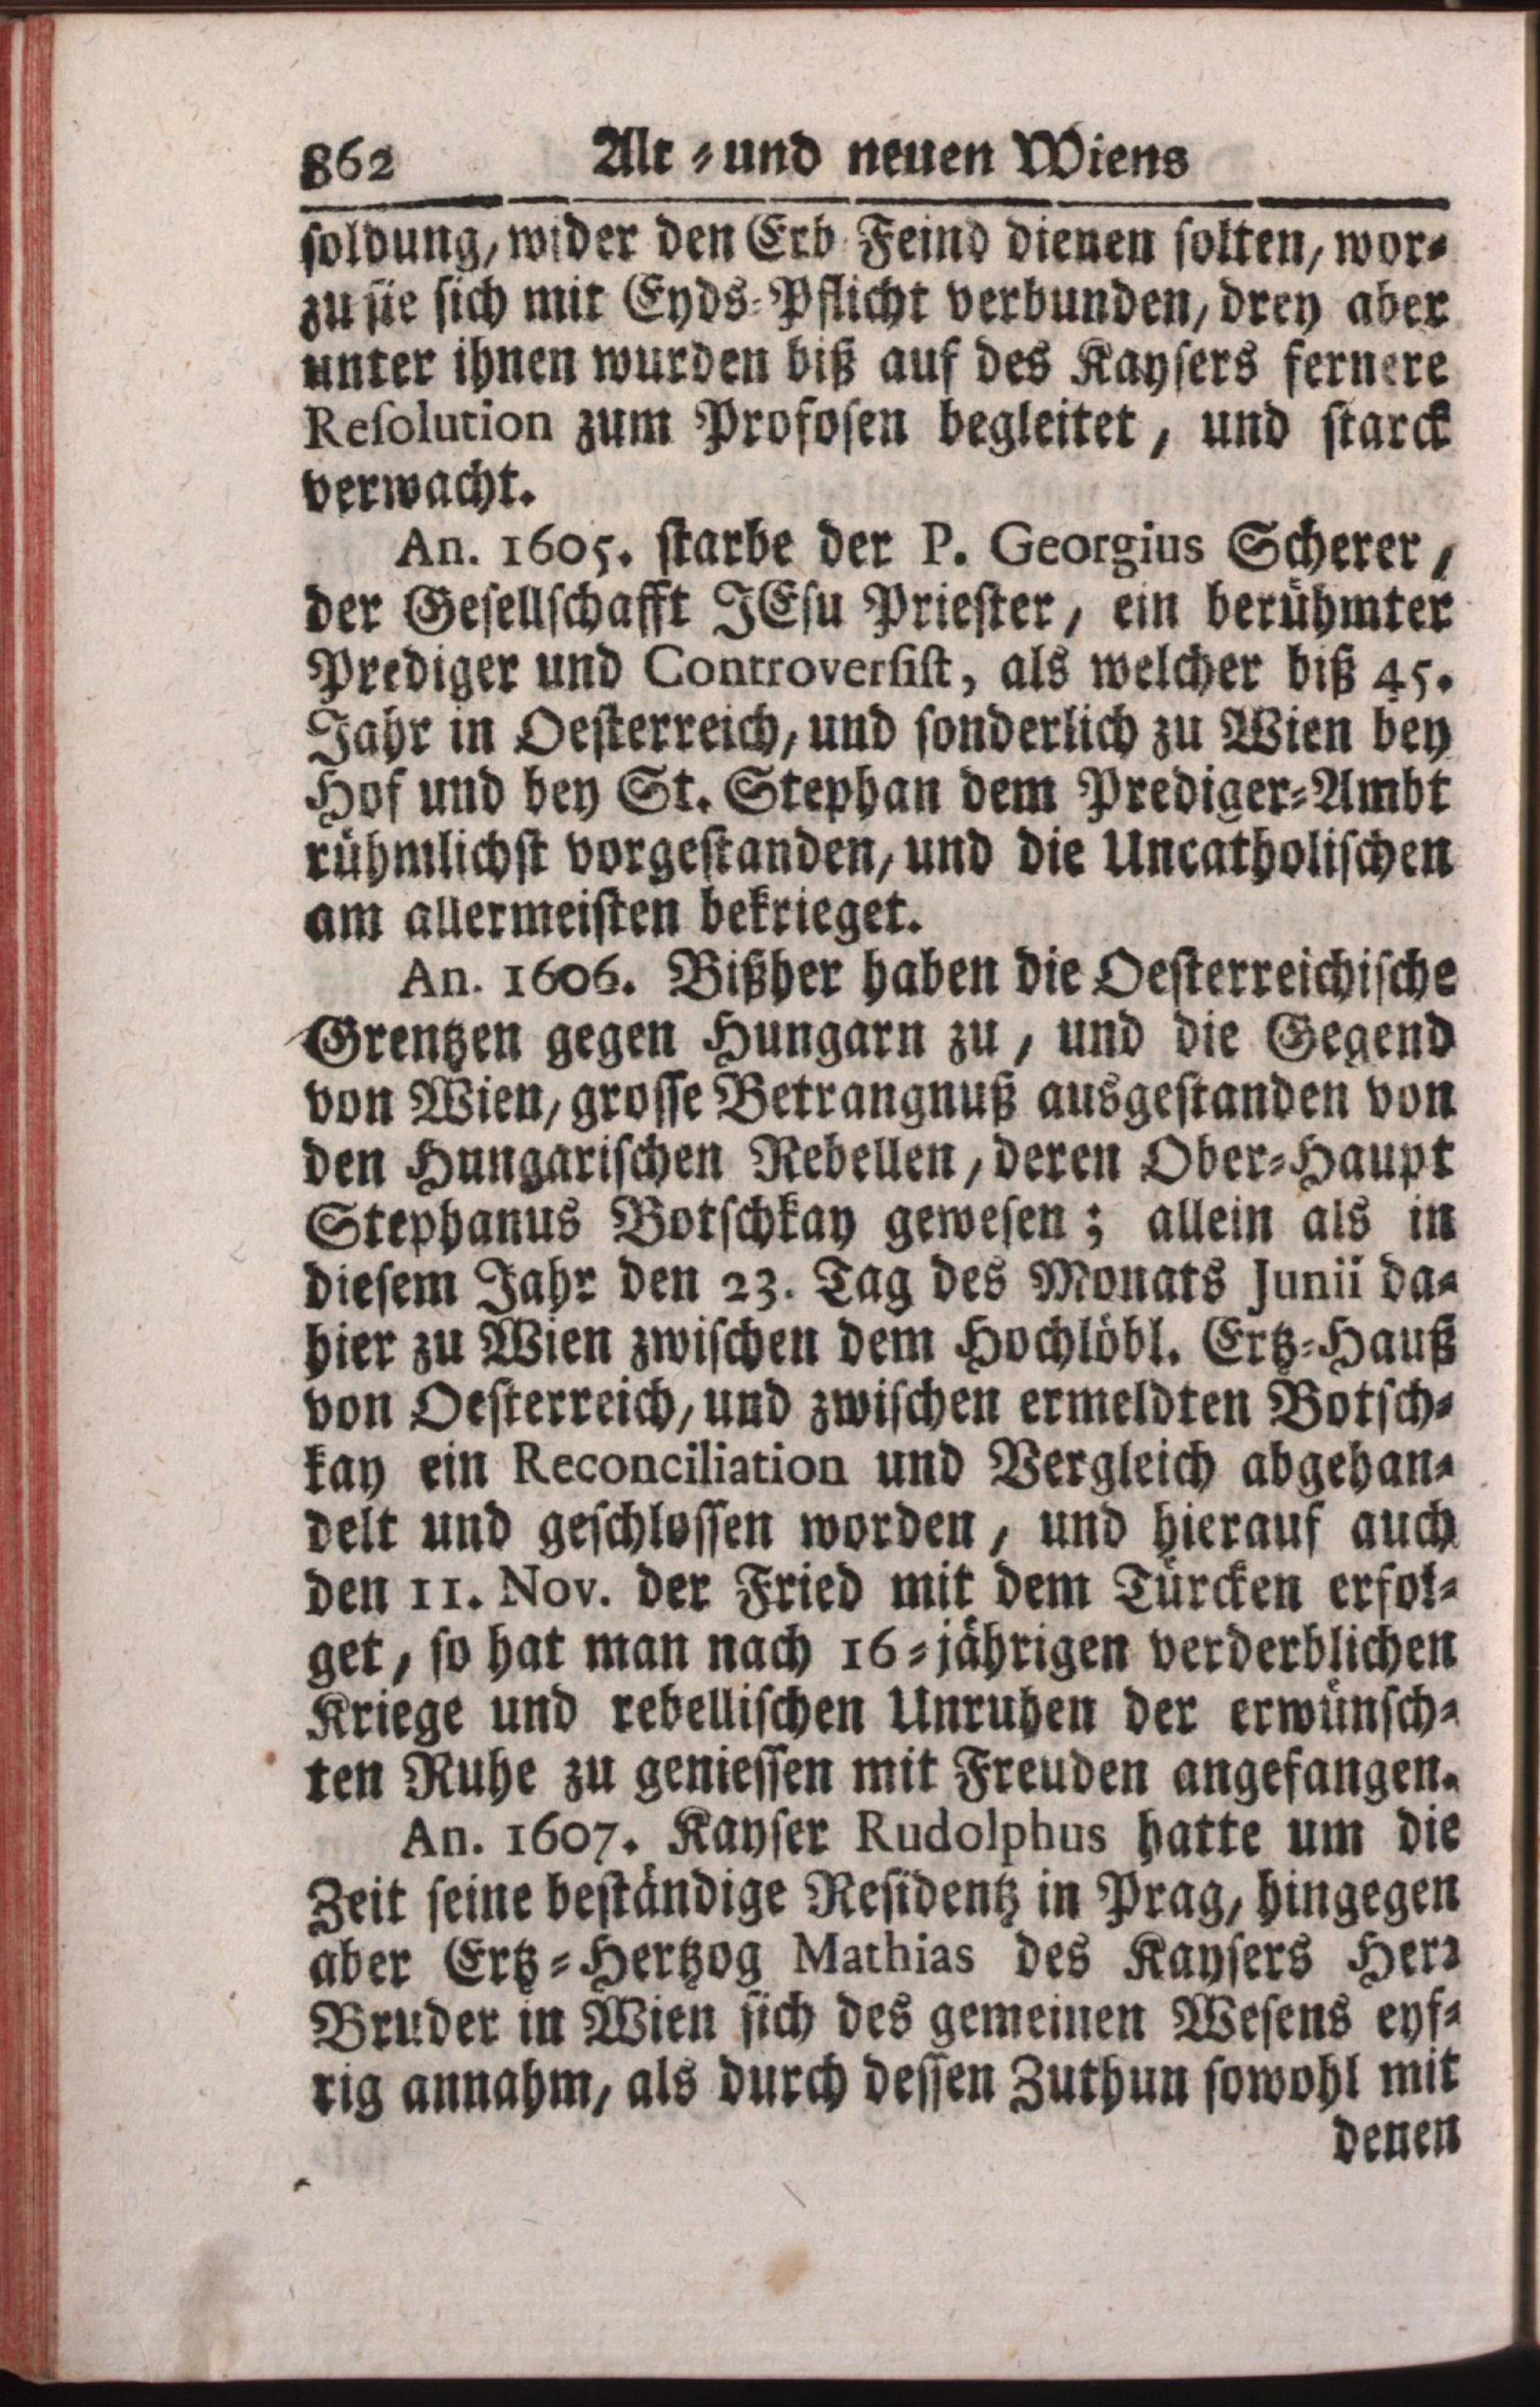 862 Alt- und neuen Wiens
soldung, wider den Erb Feind dienen solten, wor-
zu sie sich mit Eyds-Pflicht verbunden, drey aber
unter ihnen wurden biß auf des Kaysers fernere
Resolution zum Profosen begleitet, und starck
verwacht.
An. 1605. starbe der P. Georgius Scherer,
der Gesellschafft JEsu Priester, ein berühmter
Prediger und Controversist, als welcher biß 45.
Jahr in Oesterreich, und sonderlich zu Wien bey
Hof und bey St. Stephan dem Prediger-Ambt
rühmlichst vorgestanden, und die Uncatholischen
am allermeisten bekrieget.
An. 1606. Bißher haben die Oesterreichische
Grentzen gegen Hungarn zu, und die Gegend
von Wien, grosse Betrangnuß ausgestanden von
den Hungarischen Rebellen, deren Ober-Haupt
Stephanus Botschkay gewesen; allein als in
diesem Jahr den 23. Tag des Monats Junii da-
hier zu Wien zwischen dem Hochlöbl. Ertz-Hauß
von Oesterreich, und zwischen ermeldten Botsch-
kay ein Reconciliation und Vergleich abgehan-
delt und geschlossen worden, und hierauf auch
den 11. Nov. der Fried mit dem Türcken erfol-
get, so hat man nach 16-jährigen verderblichen
Kriege und rebellischen Unruhen der erwünsch-
ten Ruhe zu geniessen mit Freuden angefangen.
An. 1607. Kayser Rudolphus hatte um die
Zeit seine beständige Residentz in Prag, hingegen
aber Ertz-Hertzog Mathias des Kaysers Herr
Bruder in Wien sich des gemeinen Wesens eyf-
rig annahm, als durch dessen Zuthun sowohl mit
denen